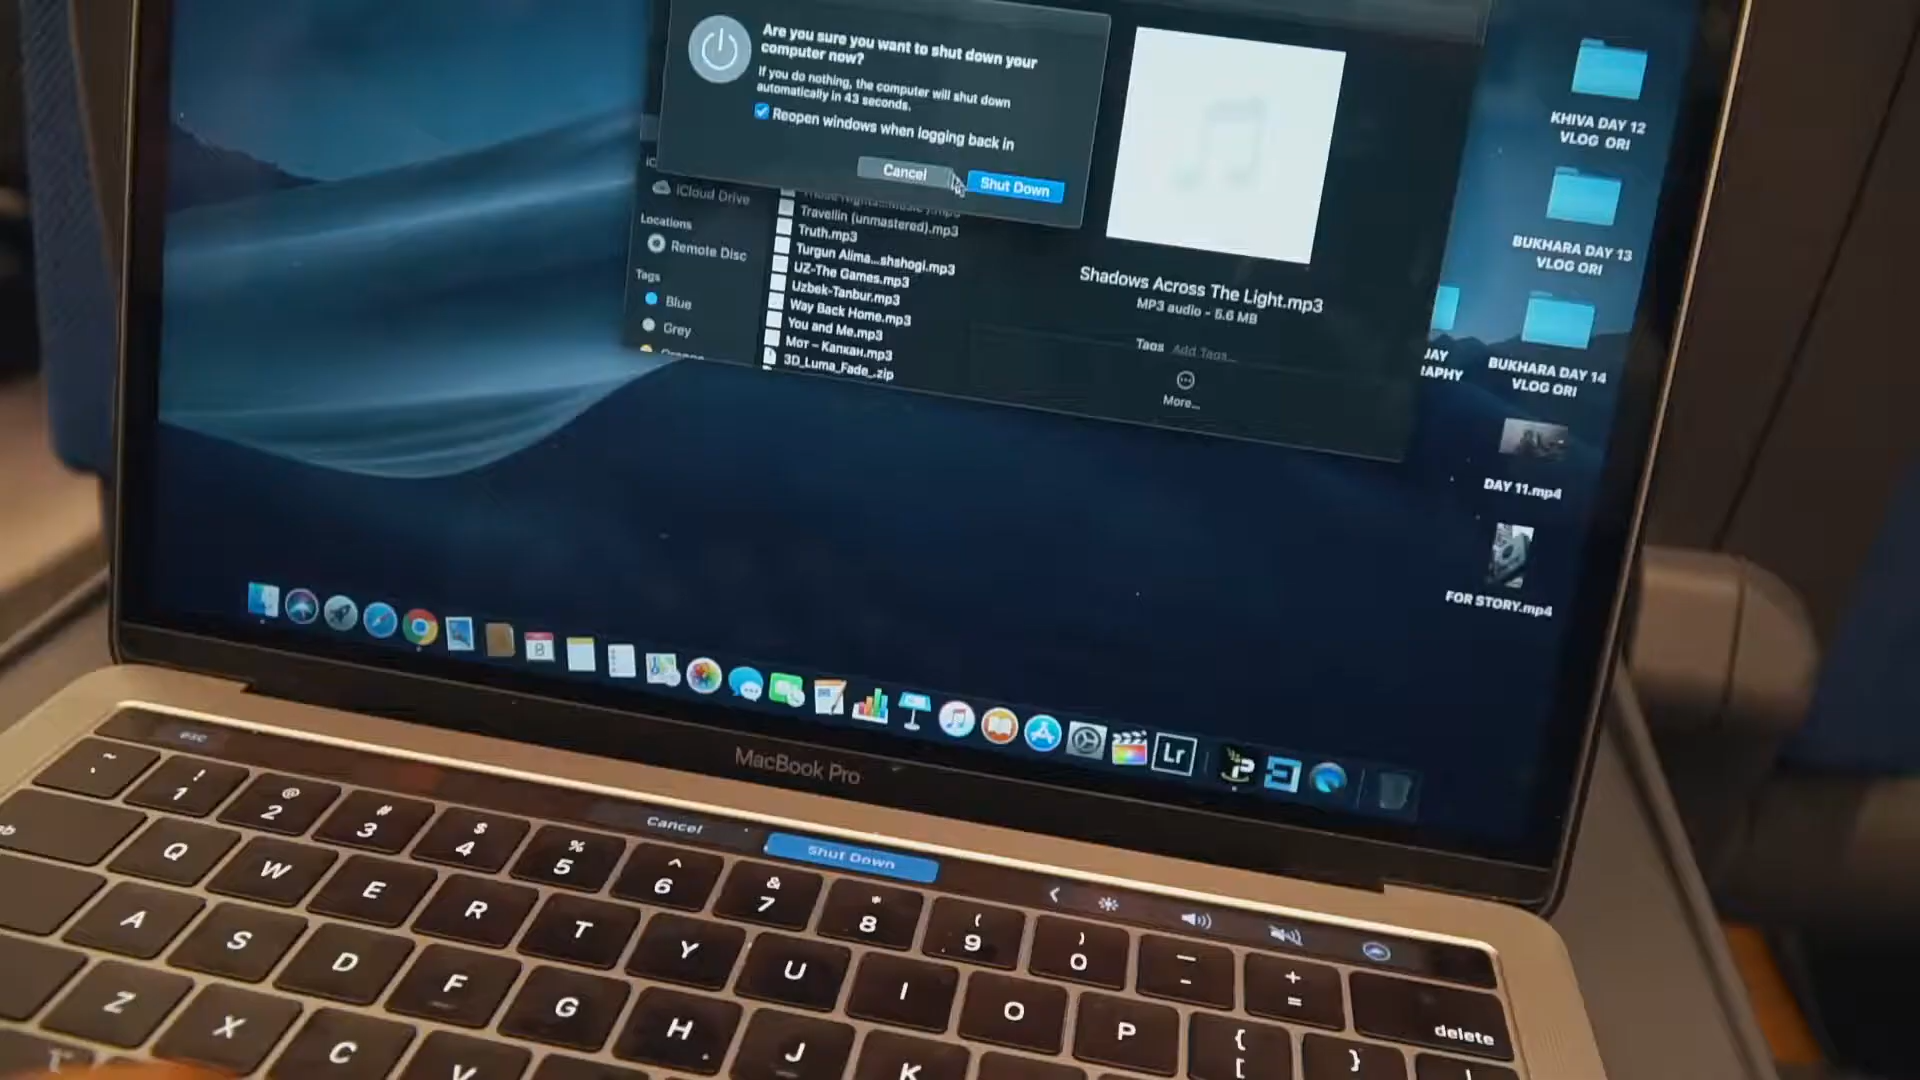 Are you sure you want to shut down your
computer now?
If you do nothing, the computer will shut down
automatically in 43 seconds.
Reopen windows when logging back in
Cancel
Shut Down
iCloud Drive
Locations
Remote Disc
Tags
Blue
Grey
Orange
Travellin (unmastered).mp3
Truth.mp3
Turgun Alima...shshogi.mp3
UZ-The Games.mp3
Uzbek-Tanbur.mp3
Way Back Home.mp3
You and Me.mp3
Мот – Капкан.mp3
3D_Luma_Fade_.zip
Shadows Across The Light.mp3
MP3 audio - 5.6 MB
Tags Add Tags...
More...
KHIVA DAY 12
VLOG ORI
BUKHARA DAY 13
VLOG ORI
BUKHARA DAY 14
VLOG ORI
DAY 11.mp4
FOR STORY.mp4
8
Lr
MacBook Pro
esc
Cancel
Shut Down
~
! 1
@ 2
# 3
$ 4
% 5
^ 6
& 7
* 8
( 9
) 0
— -
+ =
delete
Q W E R T Y U I O P { [ }
A S D F G H J K
Z X C V